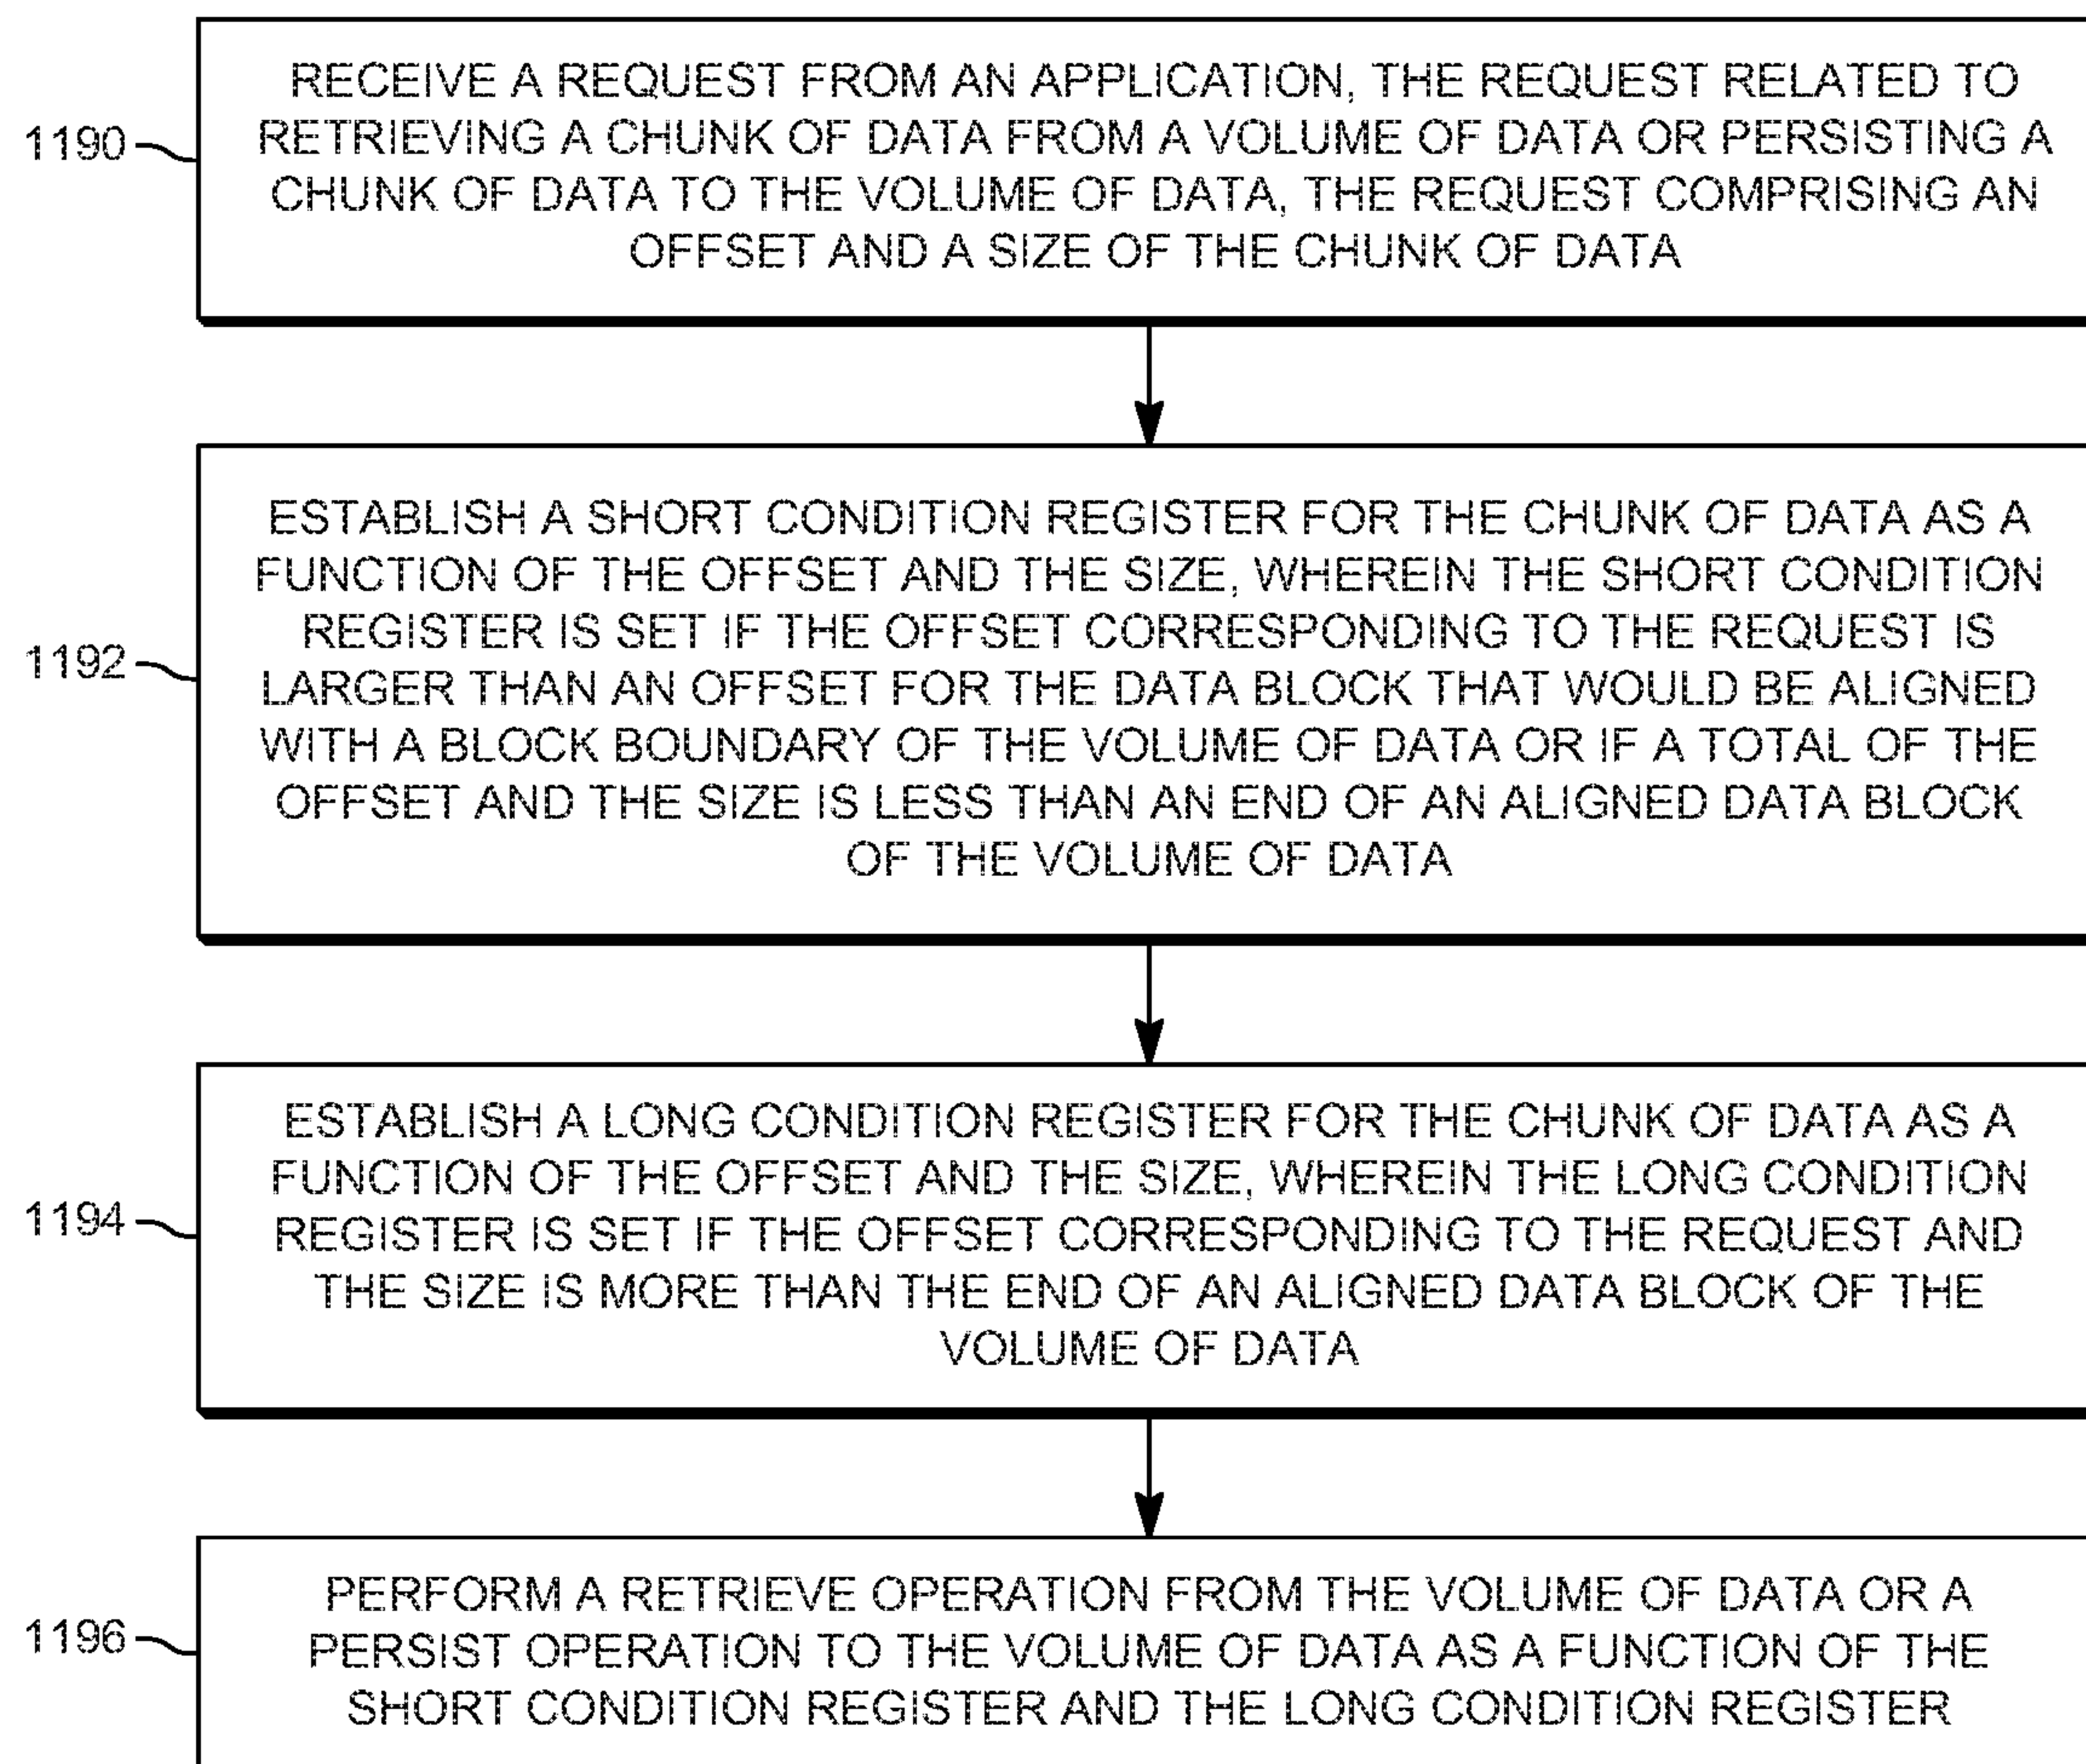 RECEIVE A REQUEST FROM AN APPLICATION, THE REQUEST RELATED TO
RETRIEVING A CHUNK OF DATA FROM A VOLUME OF DATA OR PERSISTING A
1190
CHUNK OF DATA TO THE VOLUME OF DATA, THE REQUEST COMPRISING AN
OFFSET AND A SIZE OF THE CHUNK OF DATA
ESTABLISH A SHORT CONDITION REGISTER FOR THE CHUNK OF DATA AS A
FUNCTION OF THE OFFSET AND THE SIZE, WHEREIN THE SHORT CONDITION
REGISTER IS SET IF THE OFFSET CORRESPONDING TO THE REQUEST IS
1192
LARGER THAN AN OFFSET FOR THE DATA BLOCK THAT WOULD BE ALIGNED
WITH A BLOCK BOUNDARY OF THE VOLUME OF DATA OR IF A TOTAL OF THE
OFFSET AND THE SIZE IS LESS THAN AN END OF AN ALIGNED DATA BLOCK
OF THE VOLUME OF DATA
ESTABLISH A LONG CONDITION REGISTER FOR THE CHUNK OF DATA AS A
FUNCTION OF THE OFFSET AND THE SIZE, WHEREIN THE LONG CONDITION
1194
REGISTER IS SET IF THE OFFSET CORRESPONDING TO THE REQUEST AND
THE SIZE IS MORE THAN THE END OF AN ALIGNED DATA BLOCK OF THE
VOLUME OF DATA
PERFORM A RETRIEVE OPERATION FROM THE VOLUME OF DATA OR A
1196
PERSIST OPERATION TO THE VOLUME OF DATA AS A FUNCTION OF THE
SHORT CONDITION REGISTER AND THE LONG CONDITION REGISTER